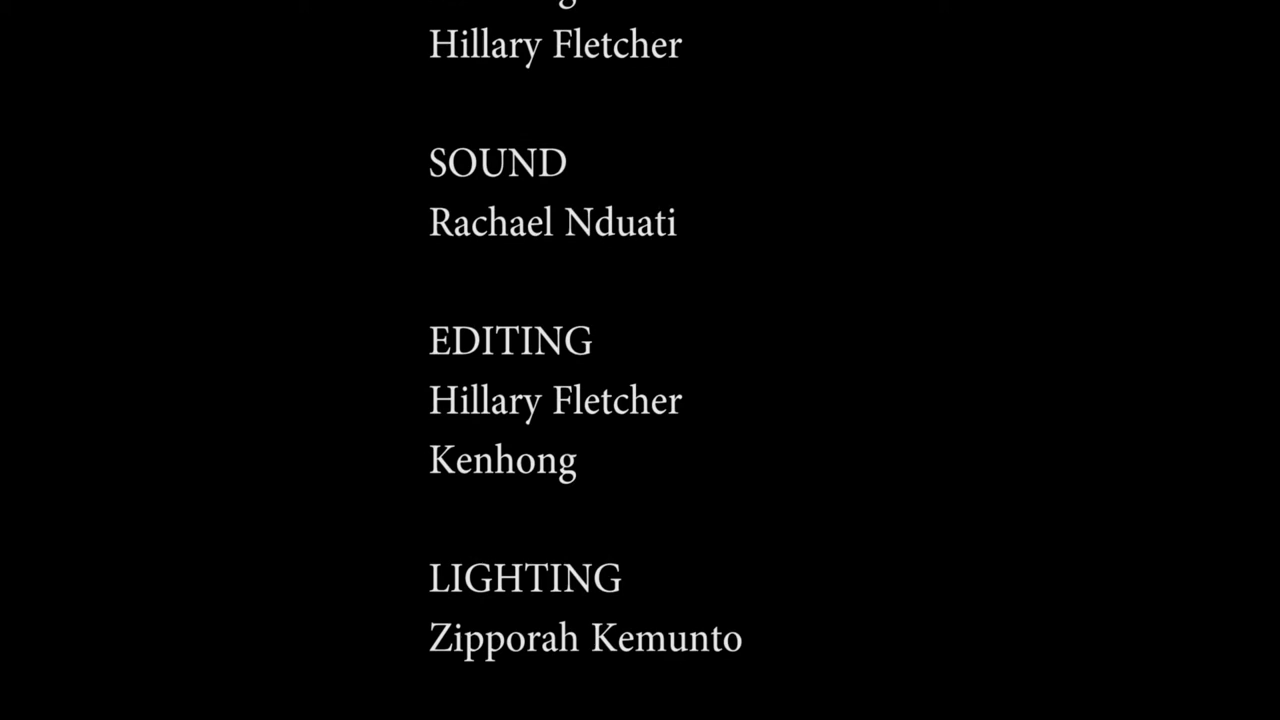 Hillary Fletcher
SOUND
Rachael Nduati
EDITING
Hillary Fletcher
Kenhong
LIGHTING
Zipporah Kemunto